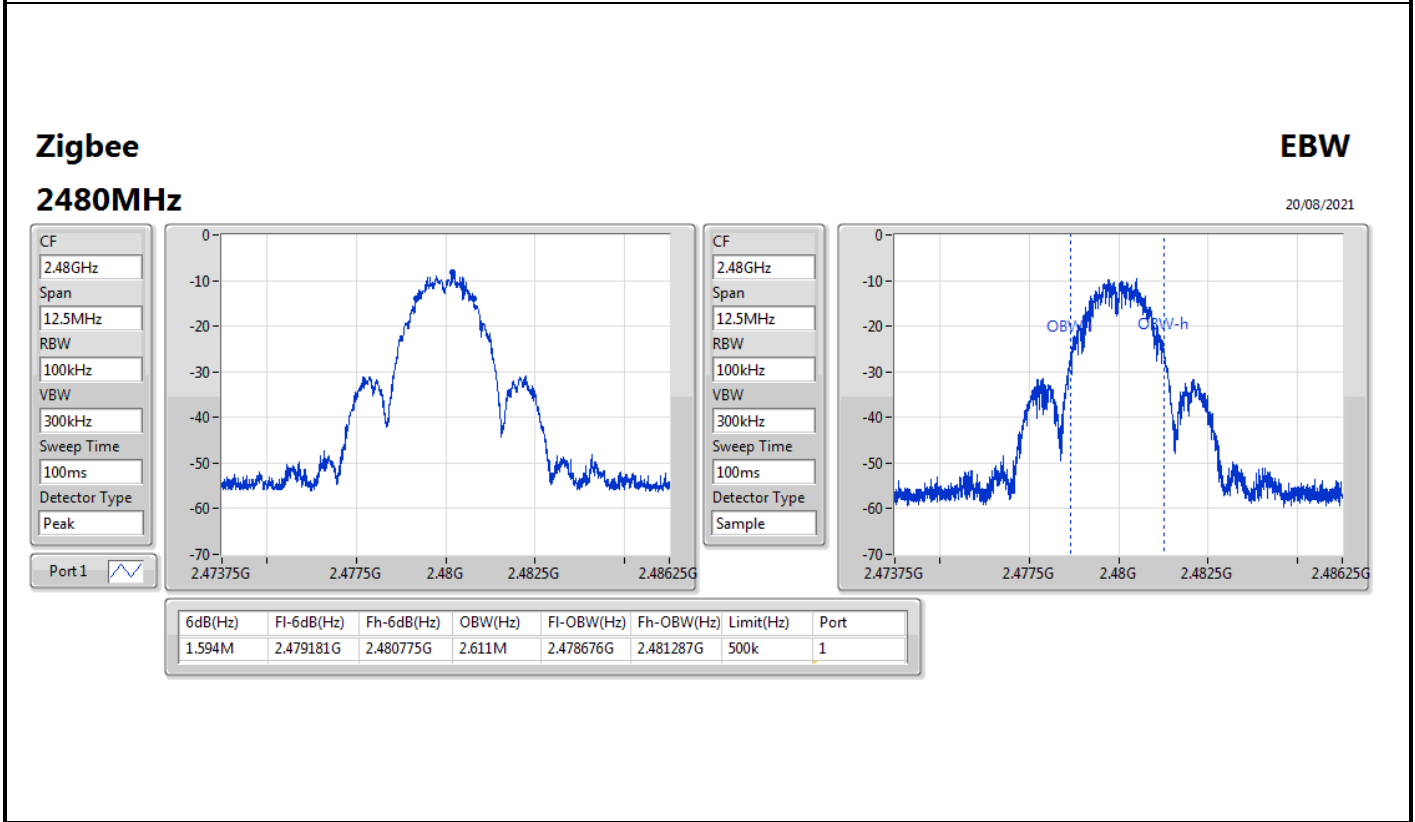 Zigbee EBW
2480MHz 20/08/2021
CF
2.48GHz
Span
12.5MHz
RBW
100kHz
VBW
300kHz
Sweep Time
100ms
Detector Type
Peak
Port 1
0
-10
-20
-30
-40
-50
-60
-70
2.47375G 2.4775G 2.48G 2.4825G 2.48625G
CF
2.48GHz
Span
12.5MHz
RBW
100kHz
VBW
300kHz
Sweep Time
100ms
Detector Type
Sample
0
-10
-20
-30
-40
-50
-60
-70
OBW-h
2.47375G 2.4775G 2.48G 2.4825G 2.48625G
6dB(Hz) Fl-6dB(Hz) Fh-6dB(Hz) OBW(Hz) Fl-OBW(Hz) Fh-OBW(Hz) Limit(Hz) Port
1.594M 2.479181G 2.480775G 2.611M 2.478676G 2.481287G 500k 1